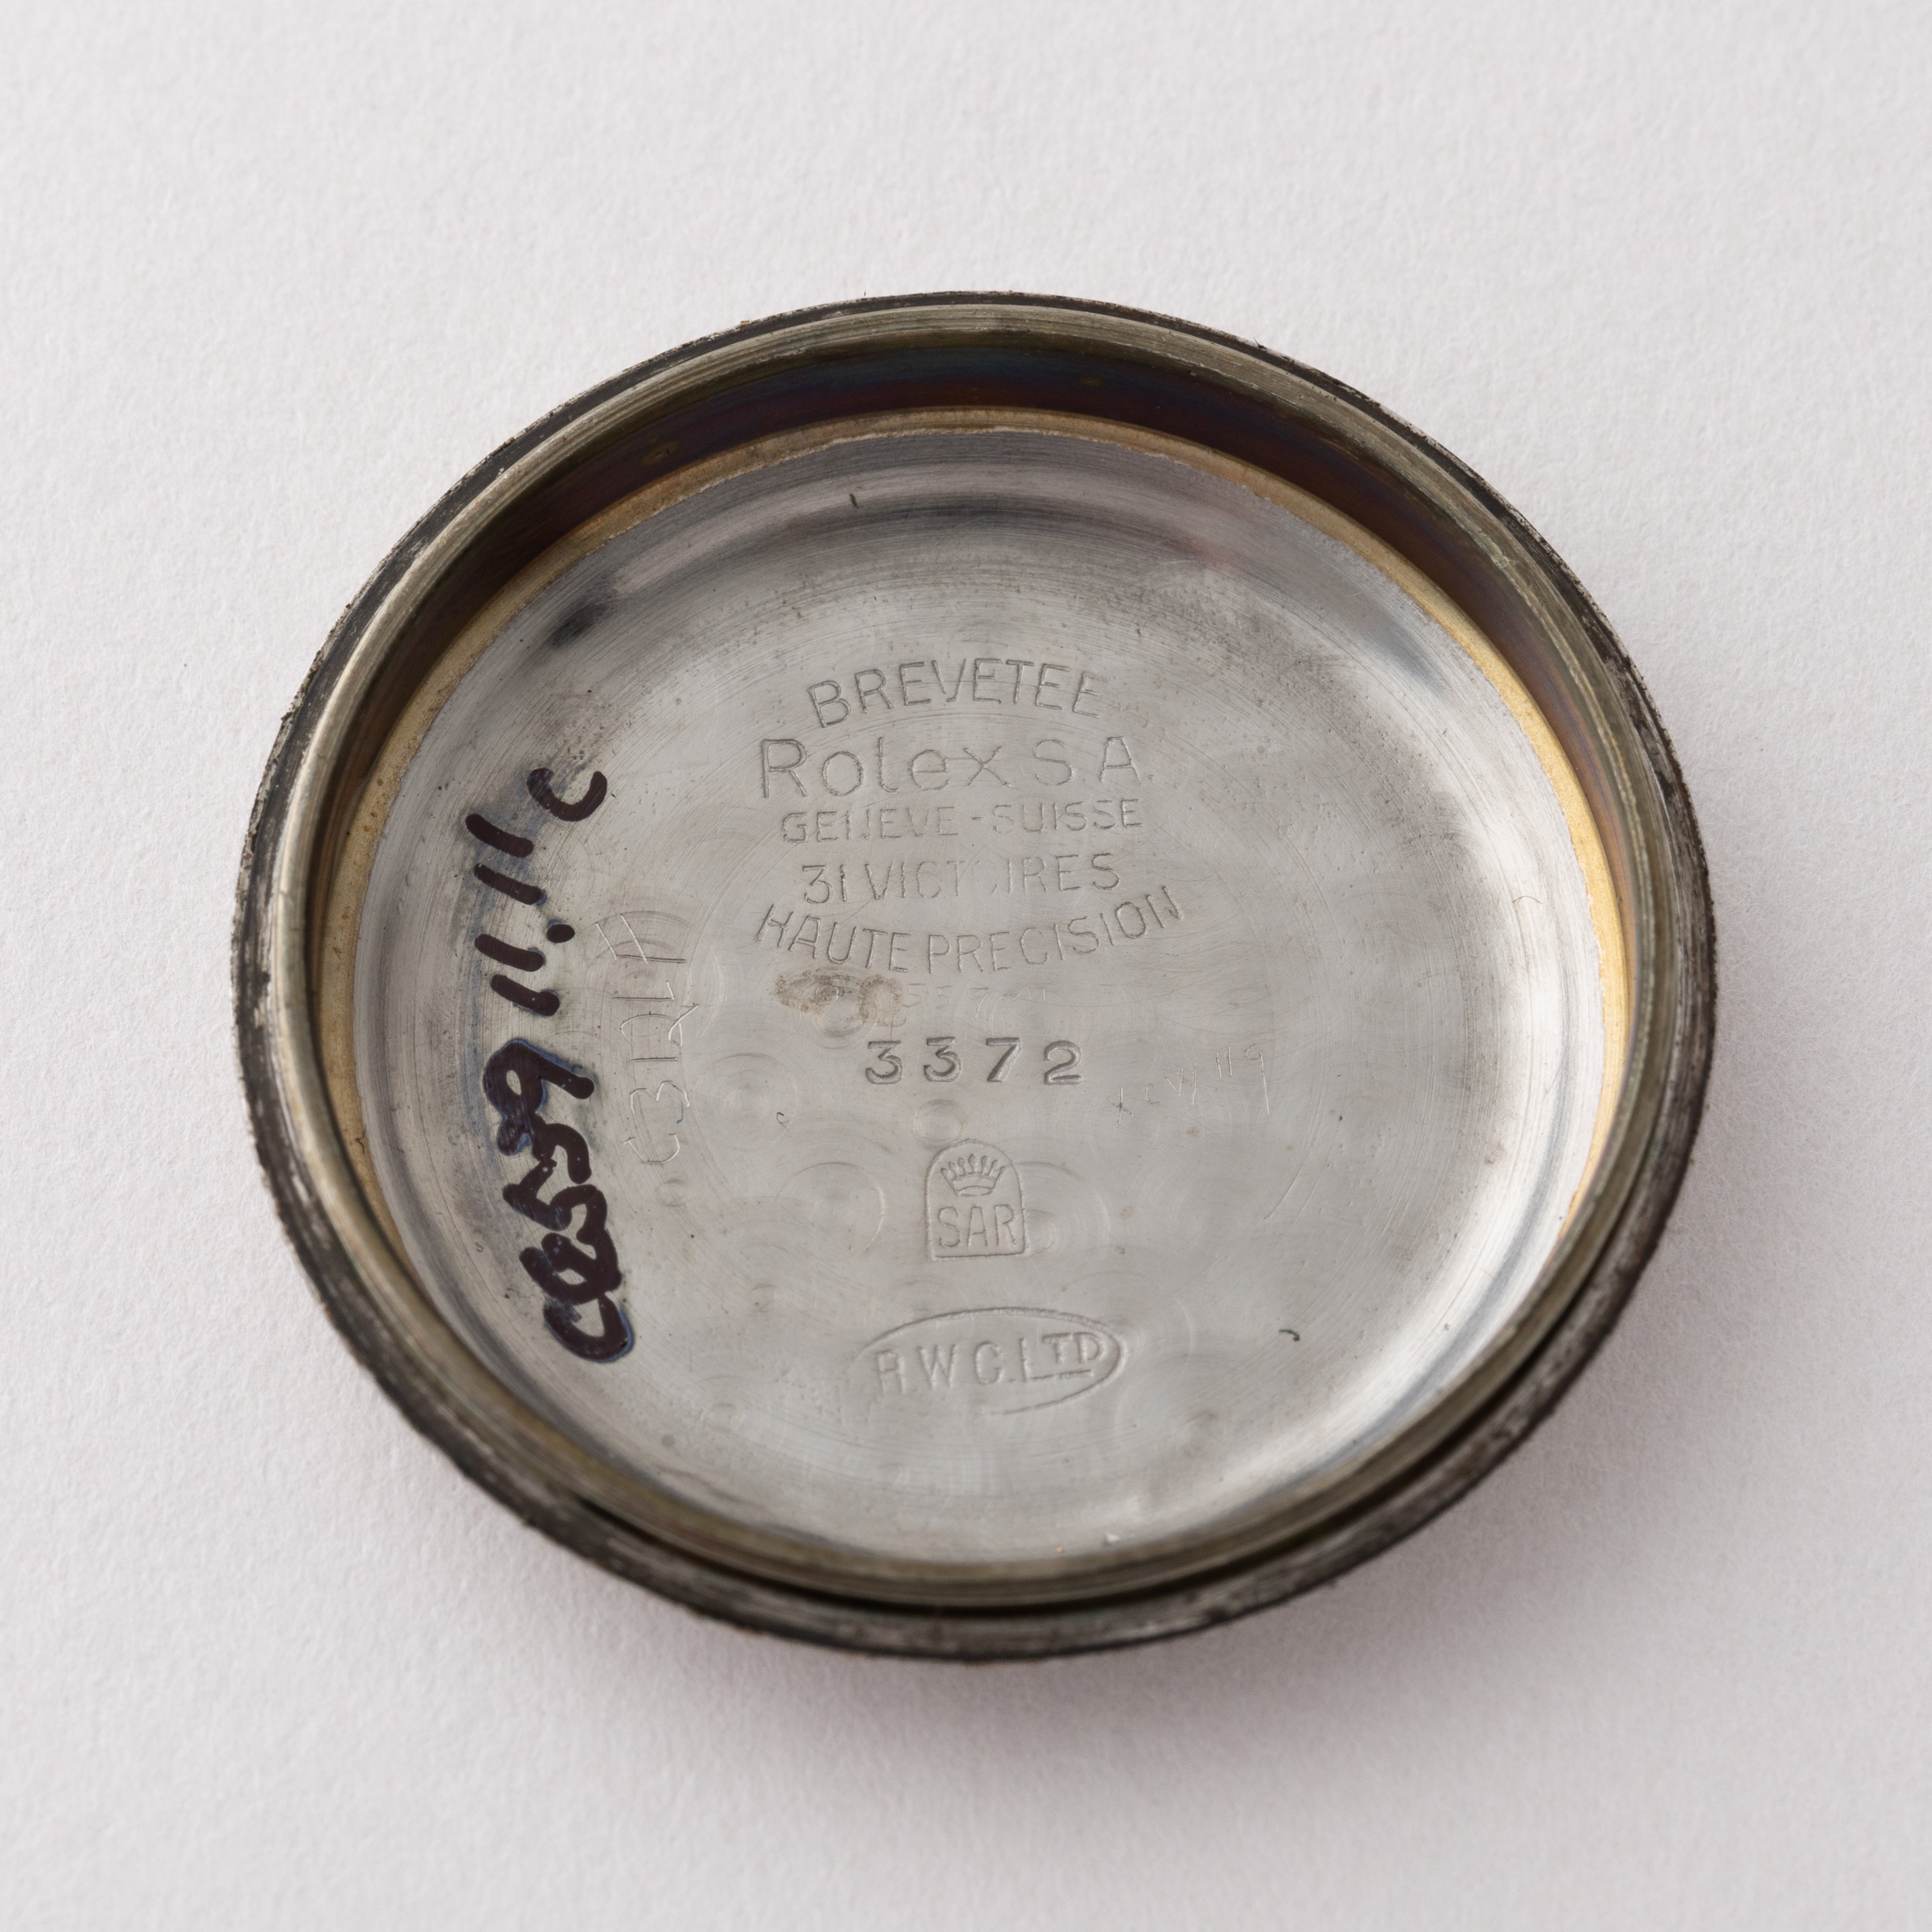 BREVETEE
Rolex S.A
GENEVE-SUISSE
31 VICTOIRES
HAUTE PRECISION
3372
SAR
R.W.C. LTD